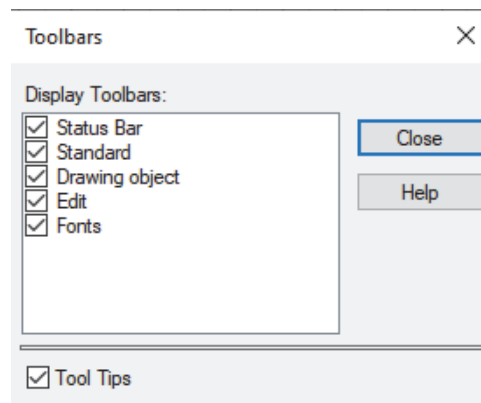 Toolbars
Display Toolbars:
Status Bar
Standard
Drawing object
Edit
Fonts
Close
Help
Tool Tips